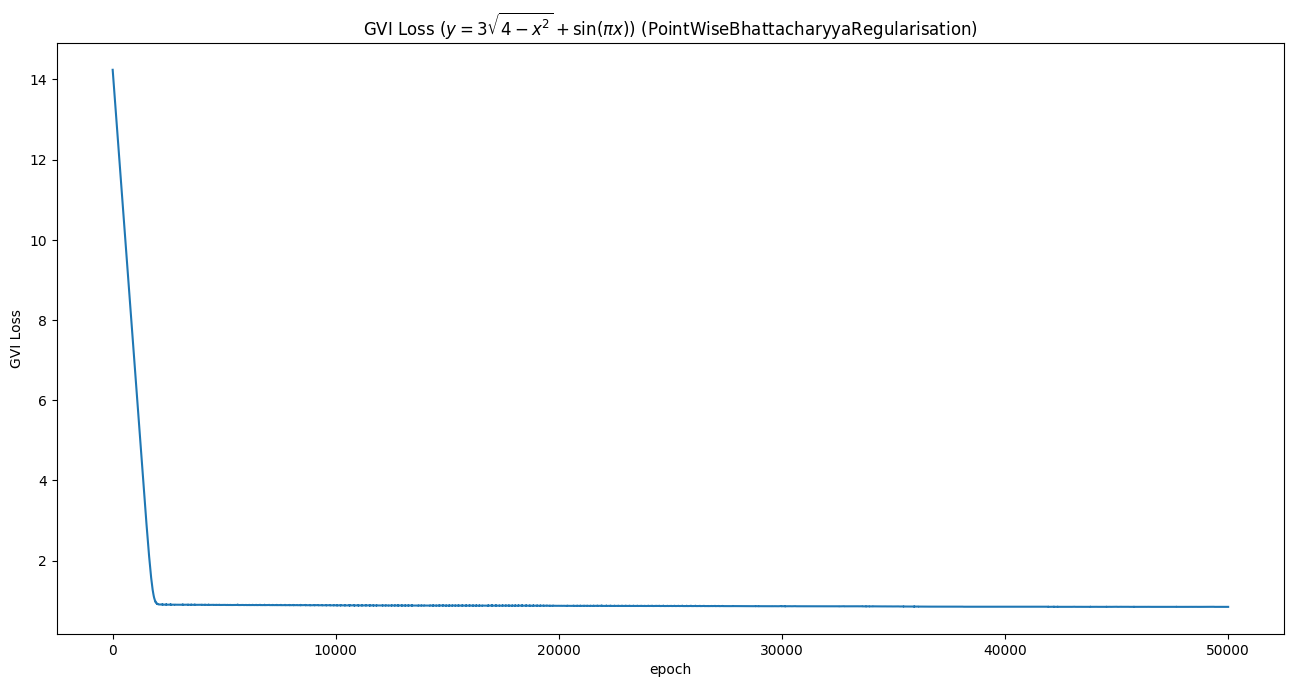 GVI Loss (y = 3√4 − x² + sin(πx)) (PointWiseBhattacharyyaRegularisation)
14
12
10
8
6
4
2
GVI Loss
0 10000 20000 30000 40000 50000
epoch